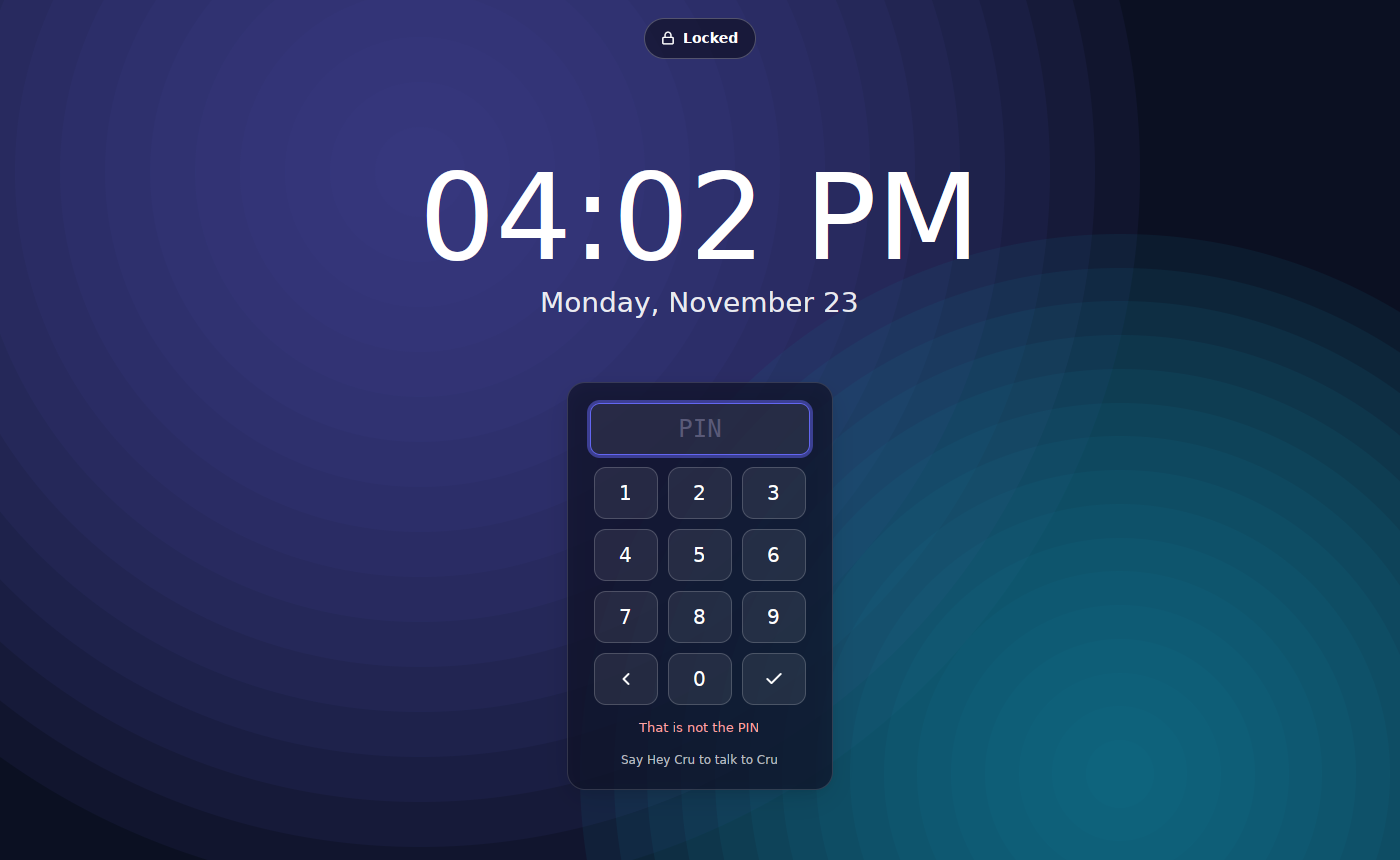 Locked
04:02 PM
Monday, November 23
PIN
1 2 3
4 5 6
7 8 9
0
That is not the PIN
Say Hey Cru to talk to Cru